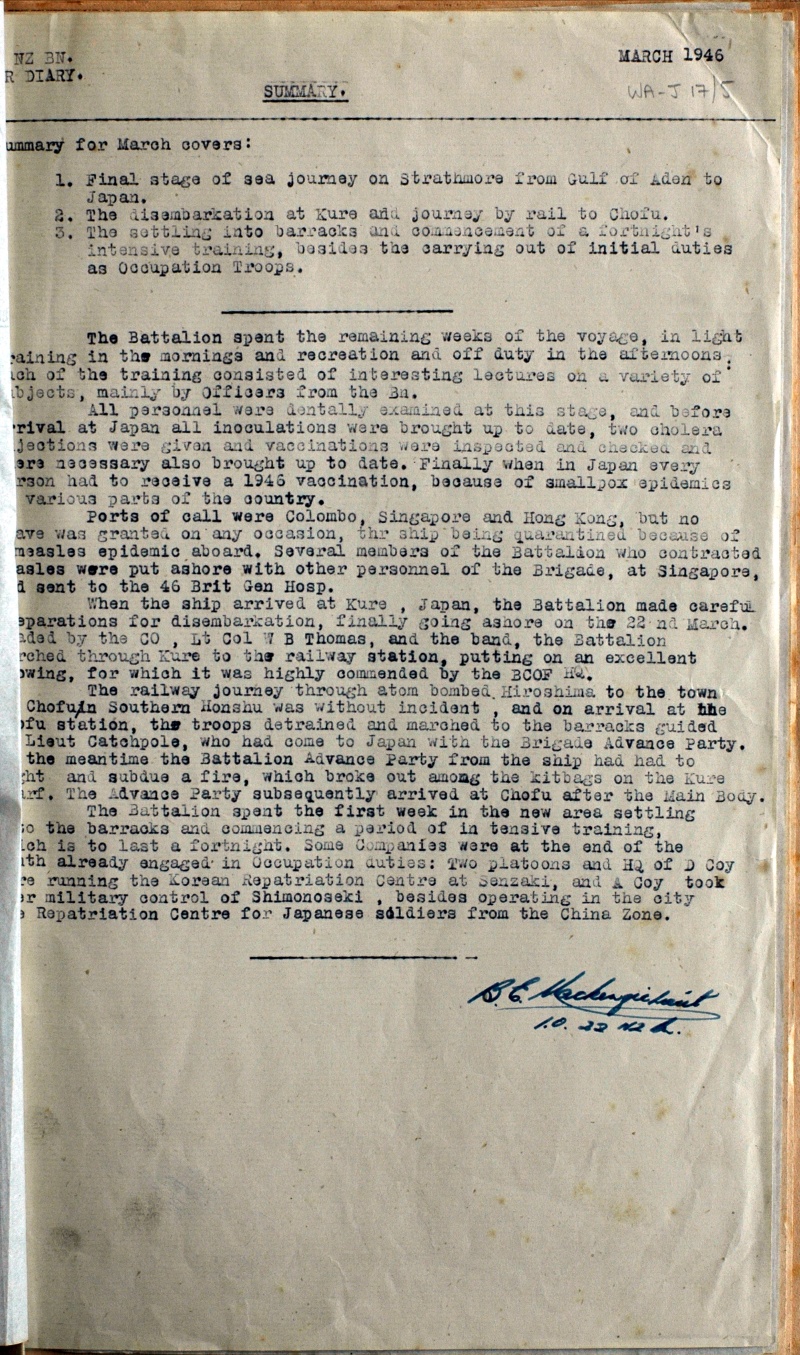 NZ BN.
MARCH 1946
R DIARY.
SUMMARY.
WA-J 17/5
ummary for March covers:
1. Final stage of sea journey on Strathmore from Gulf of Aden to
Japan.
2. The disembarkation at Kure and journey by rail to Chofu.
3. The settling into barracks and commencement of a fortnight's
intensive training, besides the carrying out of initial duties
as Occupation Troops.
The Battalion spent the remaining weeks of the voyage, in light
raining in the mornings and recreation and off duty in the afternoons.
uch of the training consisted of interesting lectures on a variety of
bjects, mainly by Officers from the Bn.
All personnel were dentally examined at this stage, and before
rrival at Japan all inoculations were brought up to date, two cholera
jections were given and vaccinations were inspected and checked and
ere necessary also brought up to date. Finally when in Japan every
rson had to receive a 1946 vaccination, because of smallpox epidemics
various parts of the country.
Ports of call were Colombo, Singapore and Hong Kong, but no
ave was granted on any occasion, thr ship being quarantined because of
measles epidemic aboard. Several members of the Battalion who contracted
asles were put ashore with other personnel of the Brigade, at Singapore,
d sent to the 46 Brit Gen Hosp.
When the ship arrived at Kure , Japan, the Battalion made careful
eparations for disembarkation, finally going ashore on the 22 nd March.
aded by the CO , Lt Col W B Thomas, and the band, the Battalion
rched through Kure to the railway station, putting on an excellent
owing, for which it was highly commended by the BCOF HQ.
The railway journey through atom bombed Hiroshima to the town
Chofu/in Southern Honshu was without incident , and on arrival at the
ofu station, the troops detrained and marched to the barracks guided
Lieut Catchpole, who had come to Japan with the Brigade Advance Party.
the meantime the Battalion Advance Party from the ship had had to
ght and subdue a fire, which broke out among the kitbags on the Kure
arf. The Advance Party subsequently arrived at Chofu after the Main Body.
The Battalion spent the first week in the new area settling
to the barracks and commencing a period of in tensive training,
ich is to last a fortnight. Some Companies were at the end of the
nth already engaged in Occupation duties: Two platoons and HQ of D Coy
re running the Korean Repatriation Centre at Senzaki, and A Coy took
er military control of Shimonoseki , besides operating in the city
e Repatriation Centre for Japanese soldiers from the China Zone.
B E Mackenzie Lieut
I.O. 22 NZ